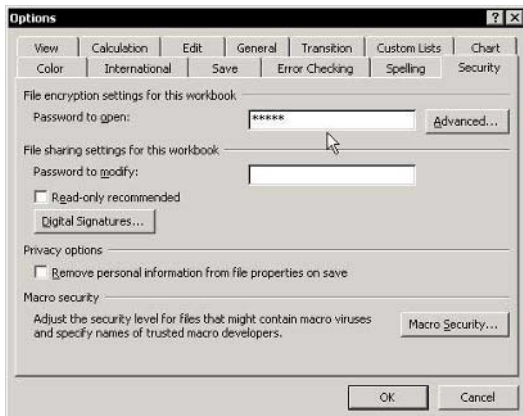 Options
View Calculation Edit General Transition Custom Lists Chart
Color International Save Error Checking Spelling Security
File encryption settings for this workbook
Password to open: ***** Advanced...
File sharing settings for this workbook
Password to modify:
Read-only recommended
Digital Signatures...
Privacy options
Remove personal information from file properties on save
Macro security
Adjust the security level for files that might contain macro viruses
and specify names of trusted macro developers.
Macro Security...
OK Cancel